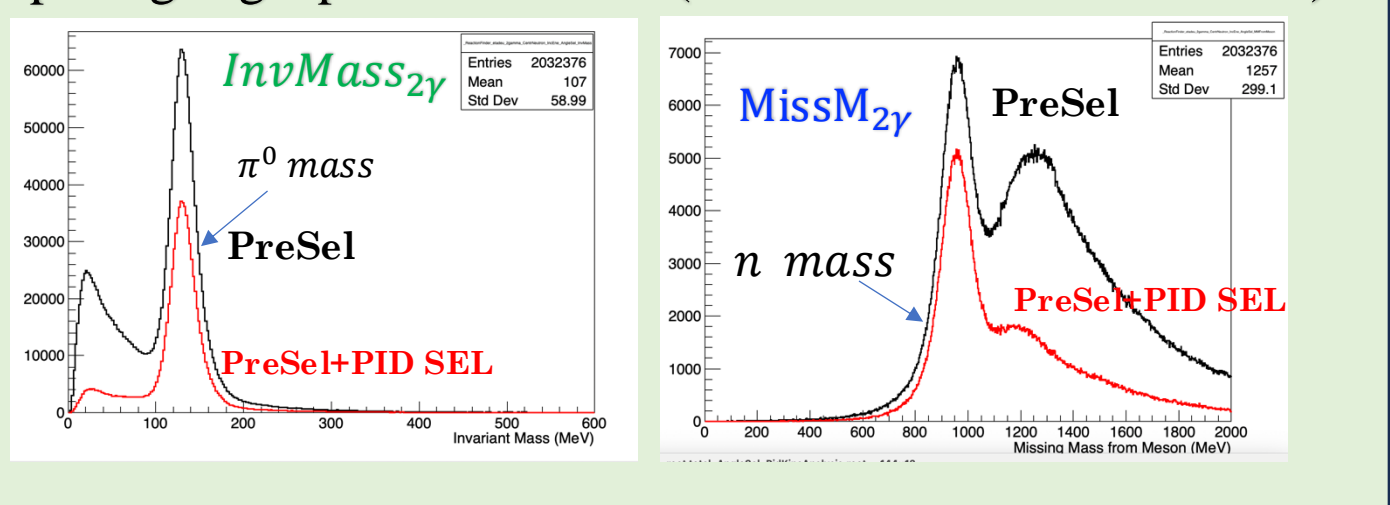 InvMass2γ
Entries 2032376
Mean 107
Std Dev 58.99
π⁰ mass
PreSel
PreSel+PID SEL
60000
50000
40000
30000
20000
10000
0
0 100 200 300 400 500 600
Invariant Mass (MeV)
MissM2γ
PreSel
Entries 2032376
Mean 1257
Std Dev 299.1
n mass
PreSel+PID SEL
7000
6000
5000
4000
3000
2000
1000
0
0 200 400 600 800 1000 1200 1400 1600 1800 2000
Missing Mass from Meson (MeV)